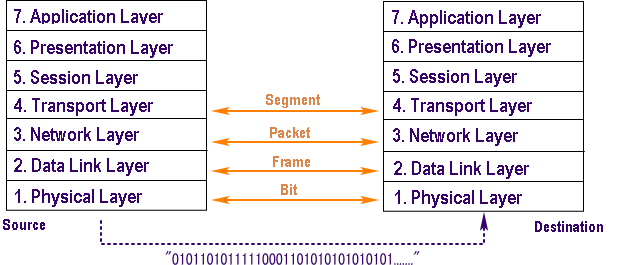 7. Application Layer
6. Presentation Layer
5. Session Layer
4. Transport Layer
3. Network Layer
2. Data Link Layer
1. Physical Layer
Source
Segment
Packet
Frame
Bit
7. Application Layer
6. Presentation Layer
5. Session Layer
4. Transport Layer
3. Network Layer
2. Data Link Layer
1. Physical Layer
Destination
"0101101011111000110101010101010101......."